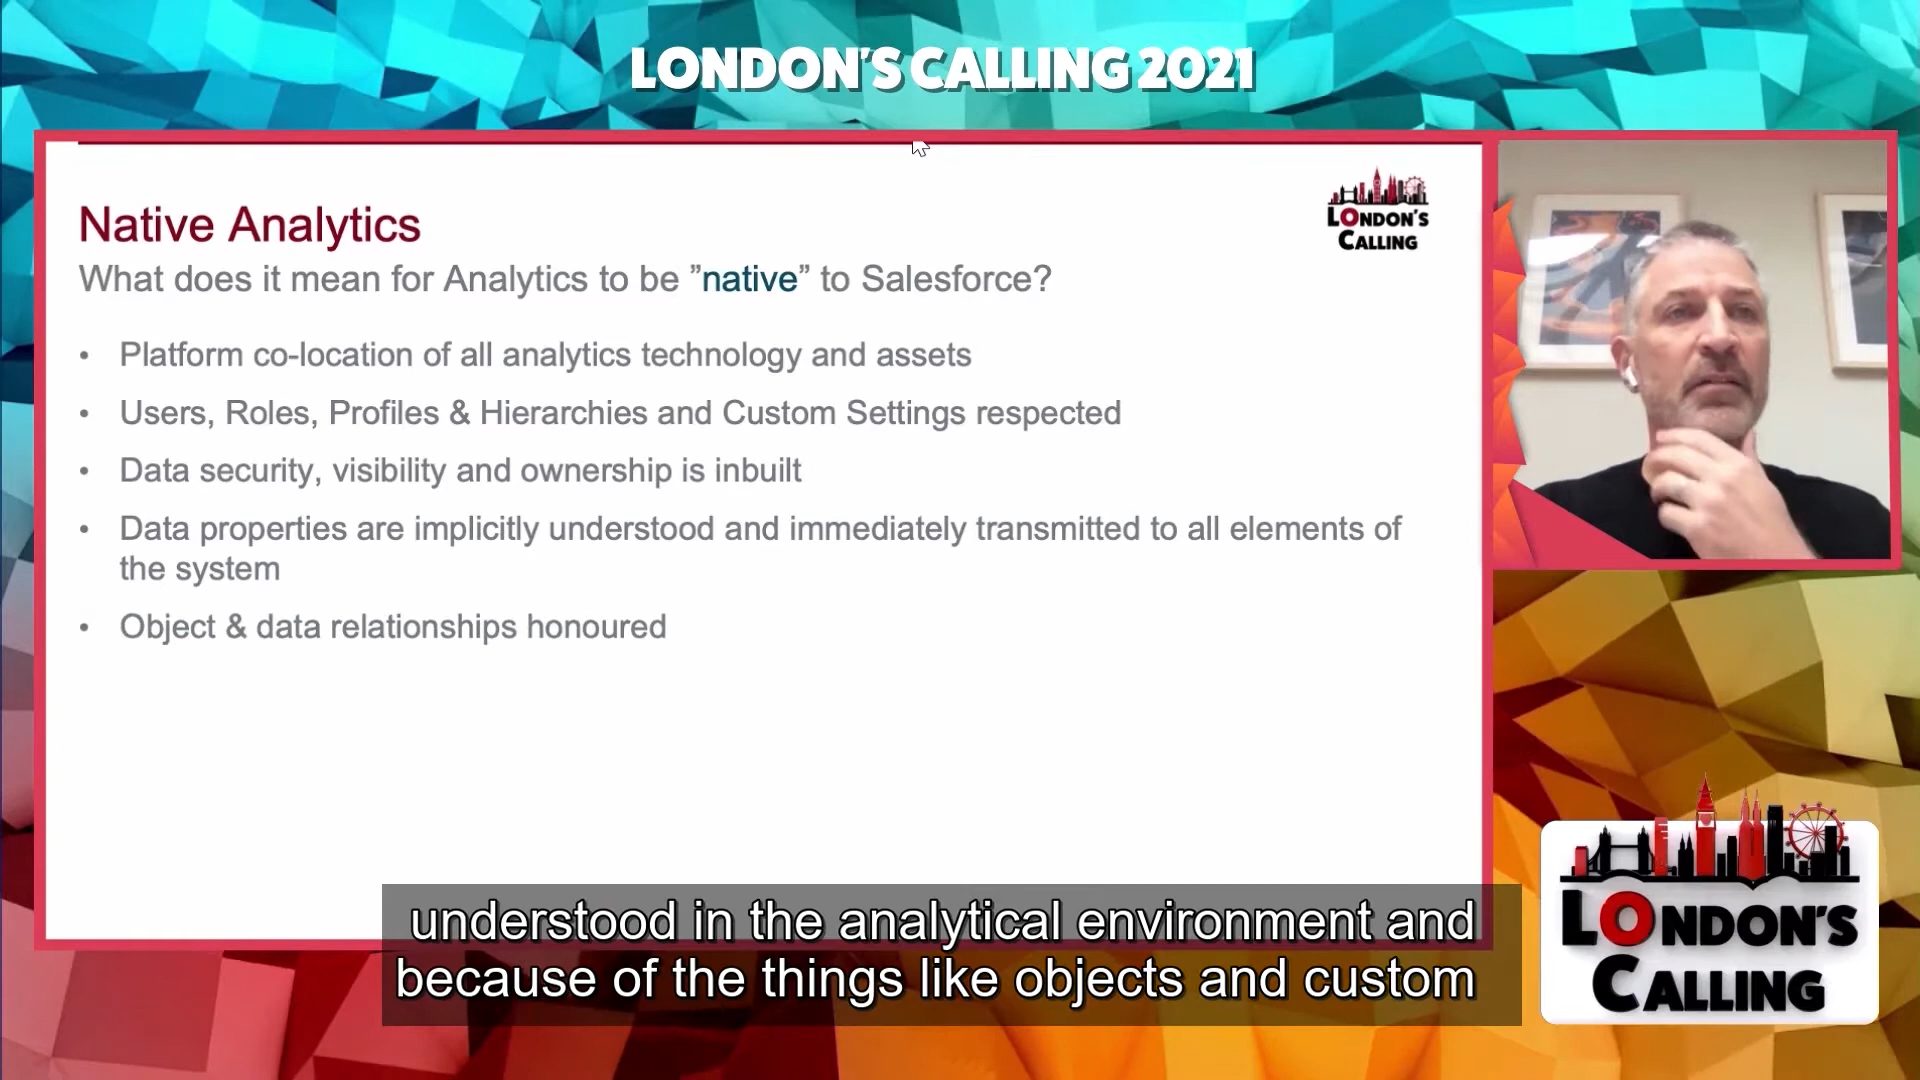 LONDON'S CALLING 2021
LONDON'S
CALLING
Native Analytics
What does it mean for Analytics to be ”native” to Salesforce?
• Platform co-location of all analytics technology and assets
• Users, Roles, Profiles & Hierarchies and Custom Settings respected
• Data security, visibility and ownership is inbuilt
• Data properties are implicitly understood and immediately transmitted to all elements of
the system
• Object & data relationships honoured
understood in the analytical environment and
because of the things like objects and custom
LONDON'S
CALLING